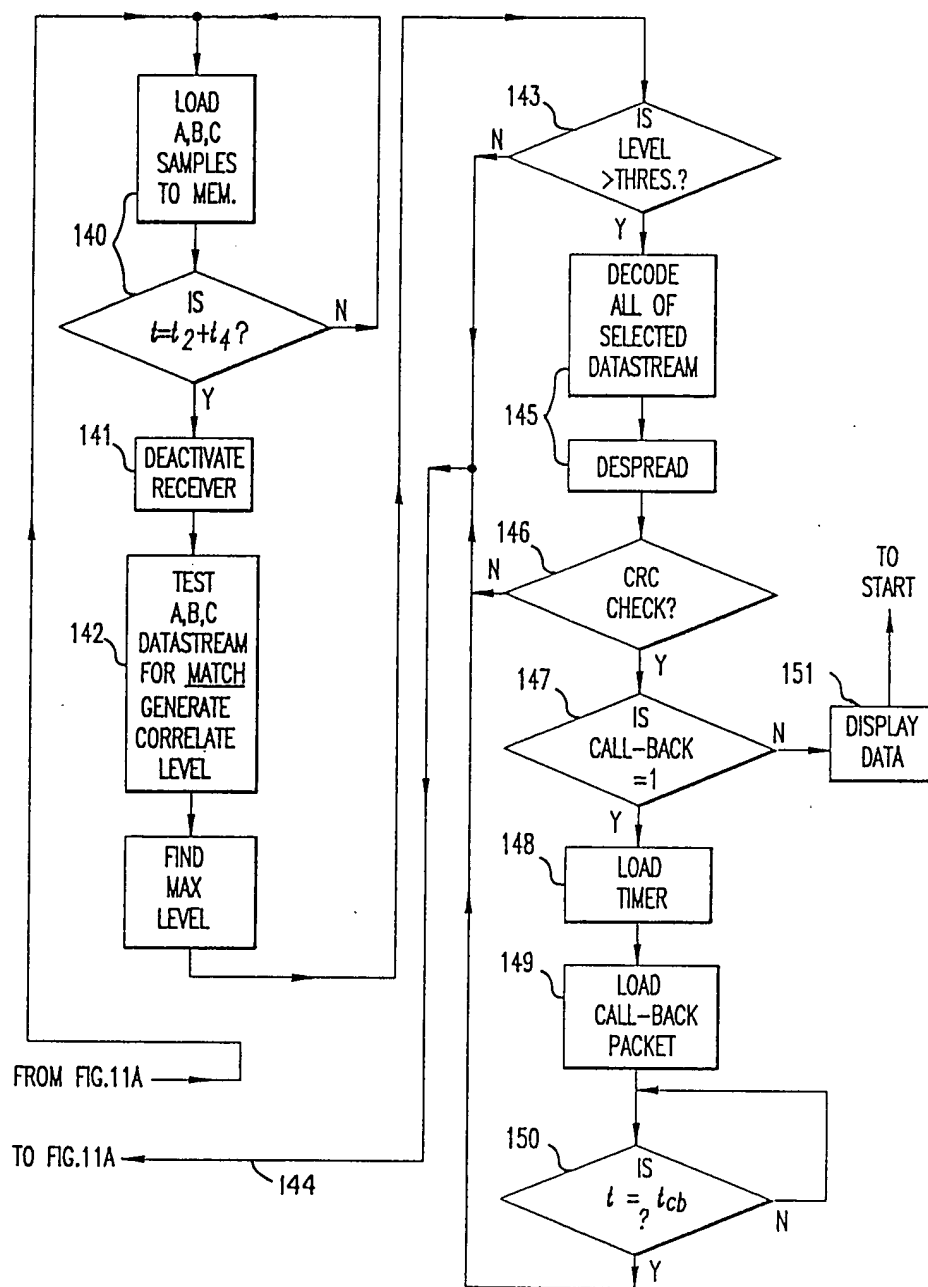 LOAD
A,B,C
SAMPLES
TO MEM.
140
IS
t=t2+t4?
N
Y
141
DEACTIVATE
RECEIVER
142
TEST
A,B,C
DATASTREAM
FOR MATCH
GENERATE
CORRELATE
LEVEL
FIND
MAX
LEVEL
FROM FIG.11A
TO FIG.11A
144
143
IS
LEVEL
>THRES.?
N
Y
DECODE
ALL OF
SELECTED
DATASTREAM
145
DESPREAD
146
CRC
CHECK?
N
Y
147
IS
CALL-BACK
=1
N
Y
TO
START
151
DISPLAY
DATA
148
LOAD
TIMER
149
LOAD
CALL-BACK
PACKET
150
IS
t = tcb
?
N
Y